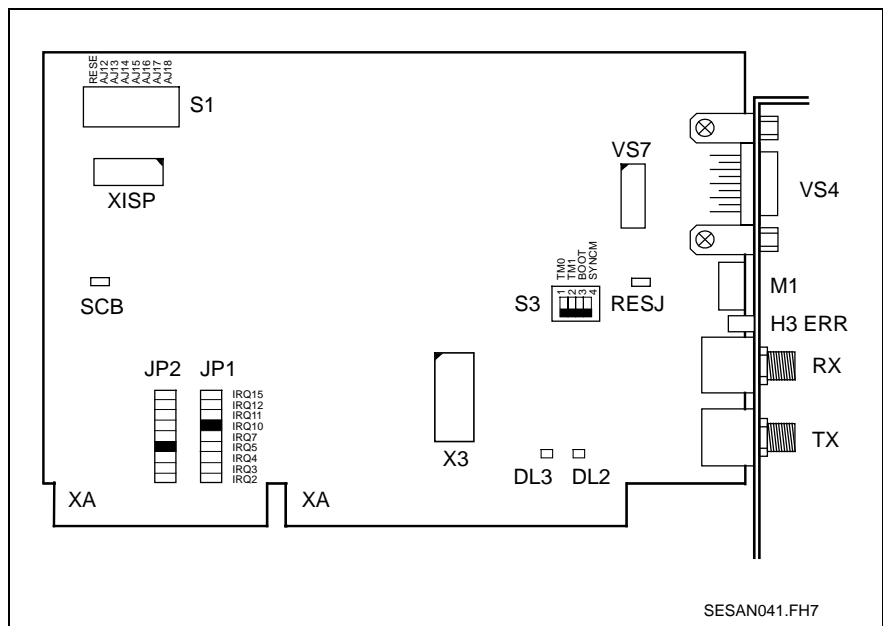 RESE
AJ12
AJ13
AJ14
AJ15
AJ16
AJ17
AJ18
S1
XISP
VS7
VS4
TM0
TM1
BOOT
SYNCM
1
2
3
4
S3
RESJ
M1
H3 ERR
SCB
RX
JP2
JP1
IRQ15
IRQ12
IRQ11
IRQ10
IRQ7
IRQ5
IRQ4
IRQ3
IRQ2
TX
X3
DL3
DL2
XA
XA
SESAN041.FH7